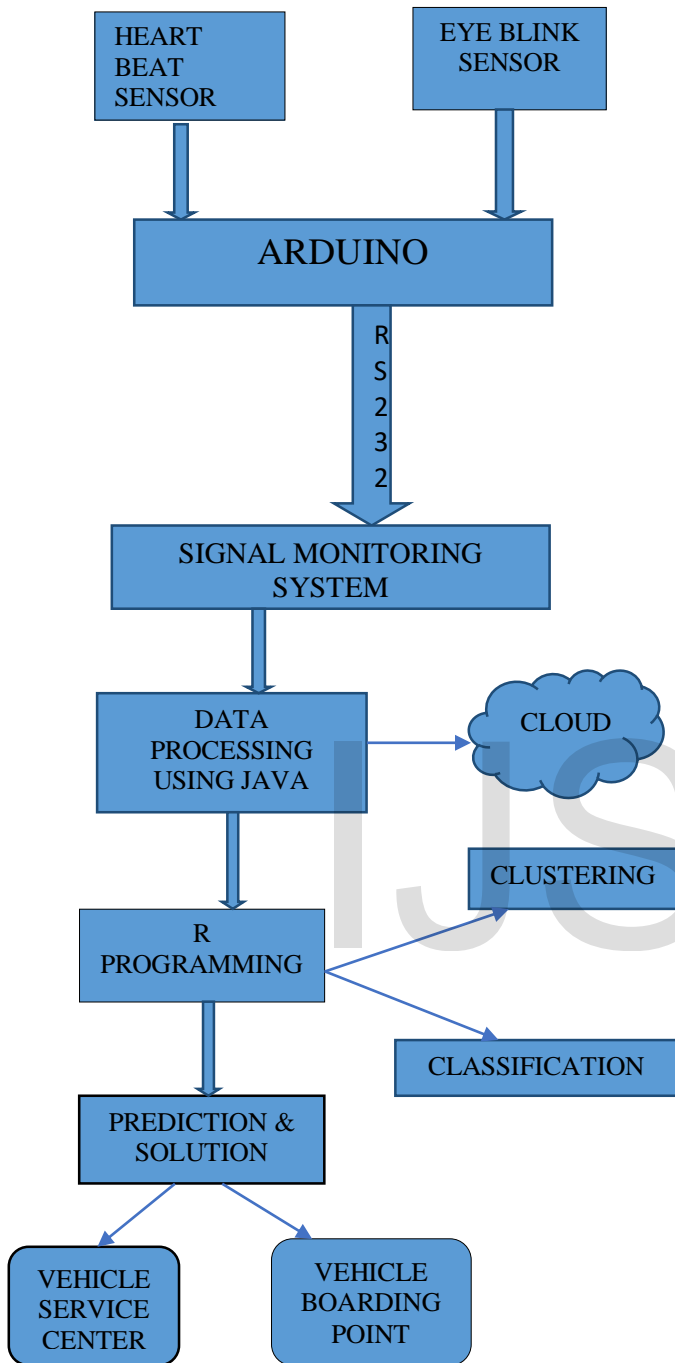 HEART
BEAT
SENSOR
EYE BLINK
SENSOR
ARDUINO
R
S
2
3
2
SIGNAL MONITORING
SYSTEM
DATA
PROCESSING
USING JAVA
CLOUD
IJS
CLUSTERING
R
PROGRAMMING
CLASSIFICATION
PREDICTION &
SOLUTION
VEHICLE
SERVICE
CENTER
VEHICLE
BOARDING
POINT